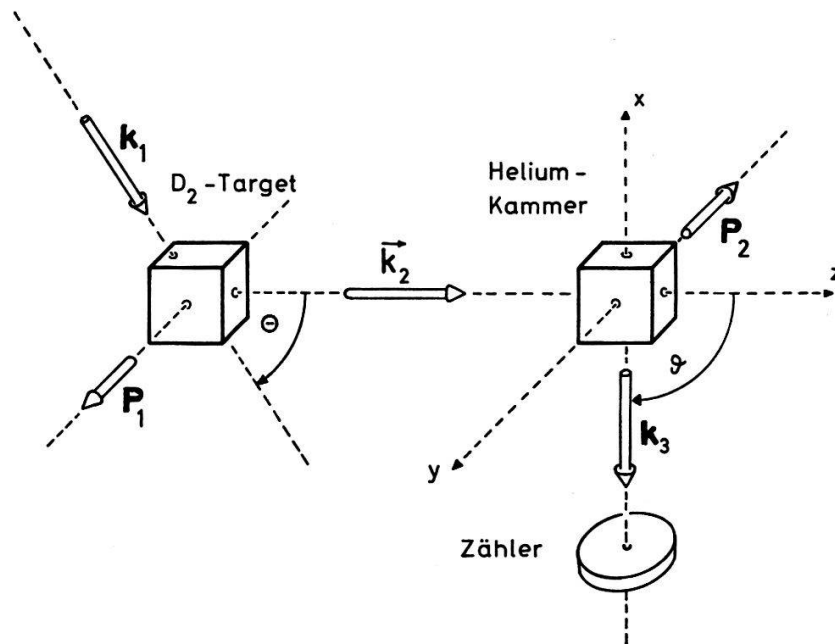 k₁
D₂-Target
k₂
Θ
P₁
x
Helium-
Kammer
P₂
z
ϑ
k₃
y
Zähler